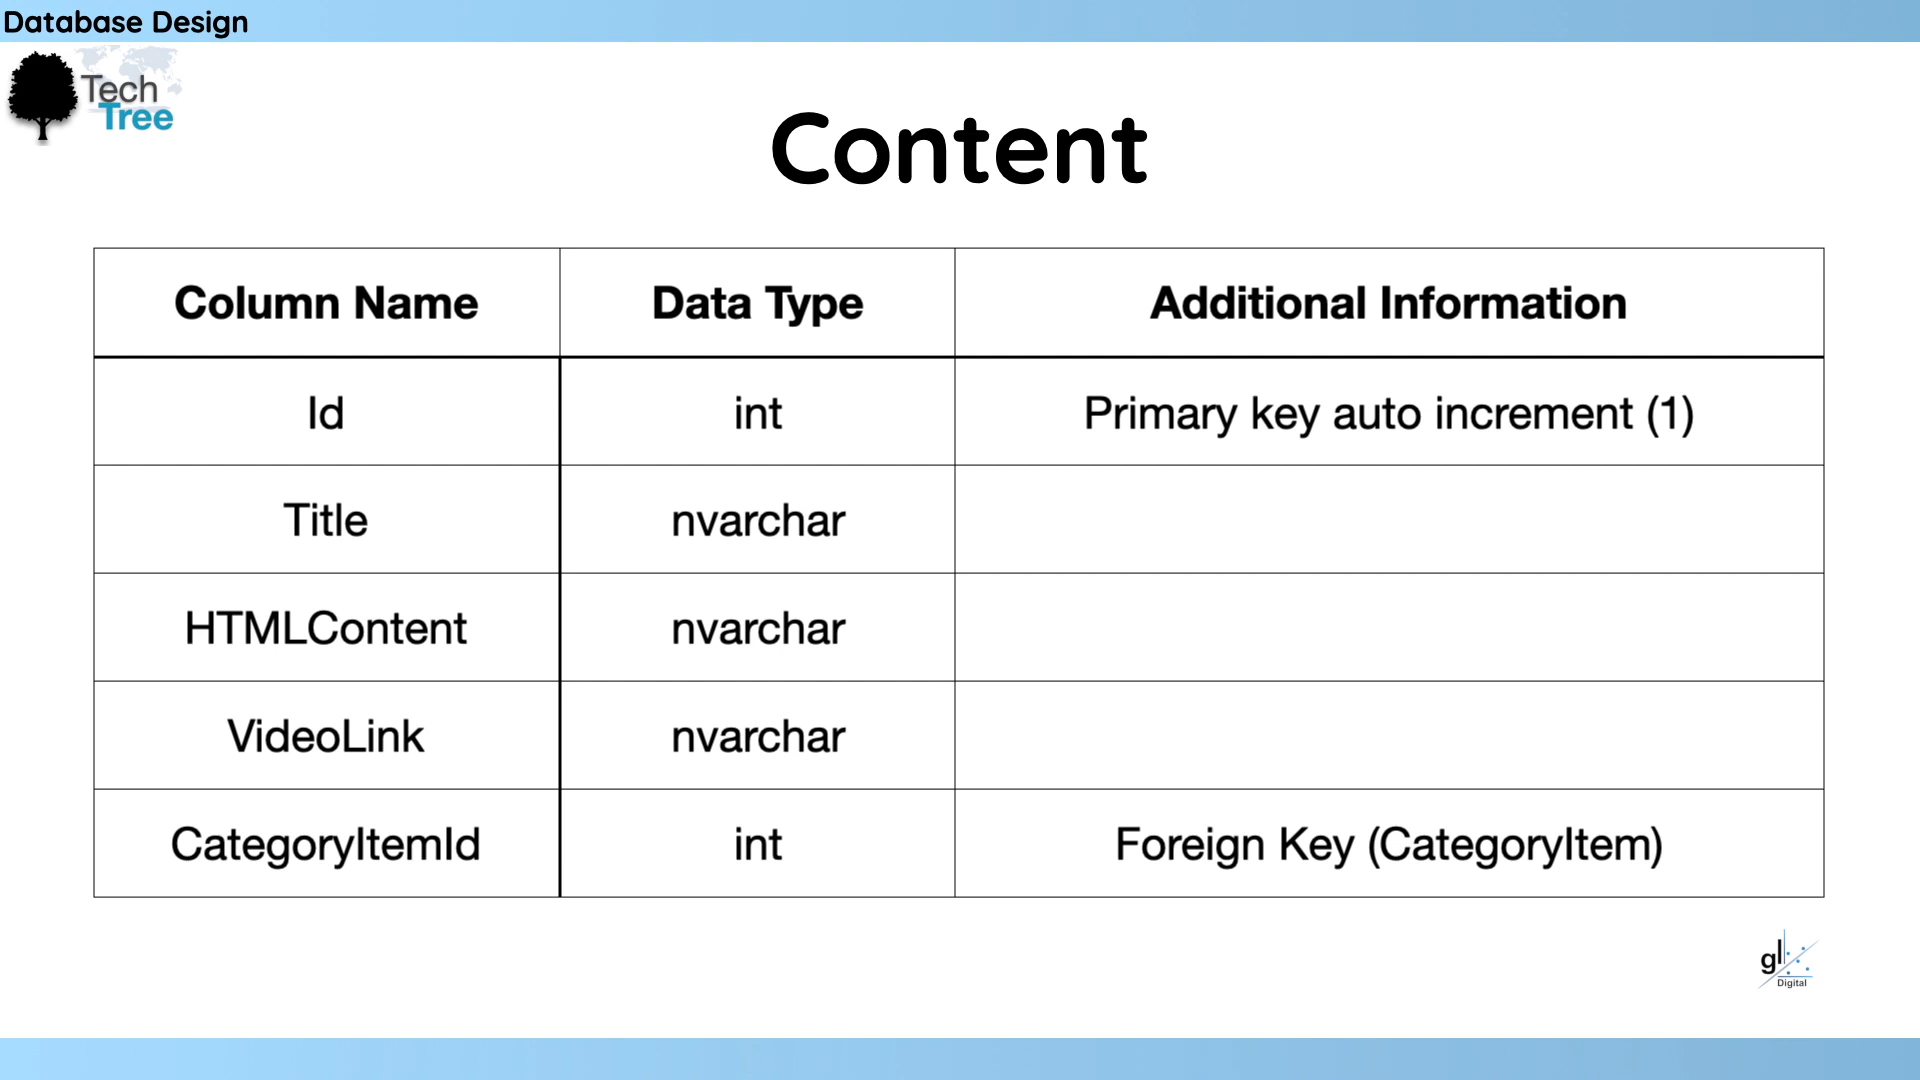 Database Design
Tech
Tree
Content
Column Name Data Type Additional Information
Id int Primary key auto increment (1)
Title nvarchar
HTMLContent nvarchar
VideoLink nvarchar
CategoryItemId int Foreign Key (CategoryItem)
gl
Digital